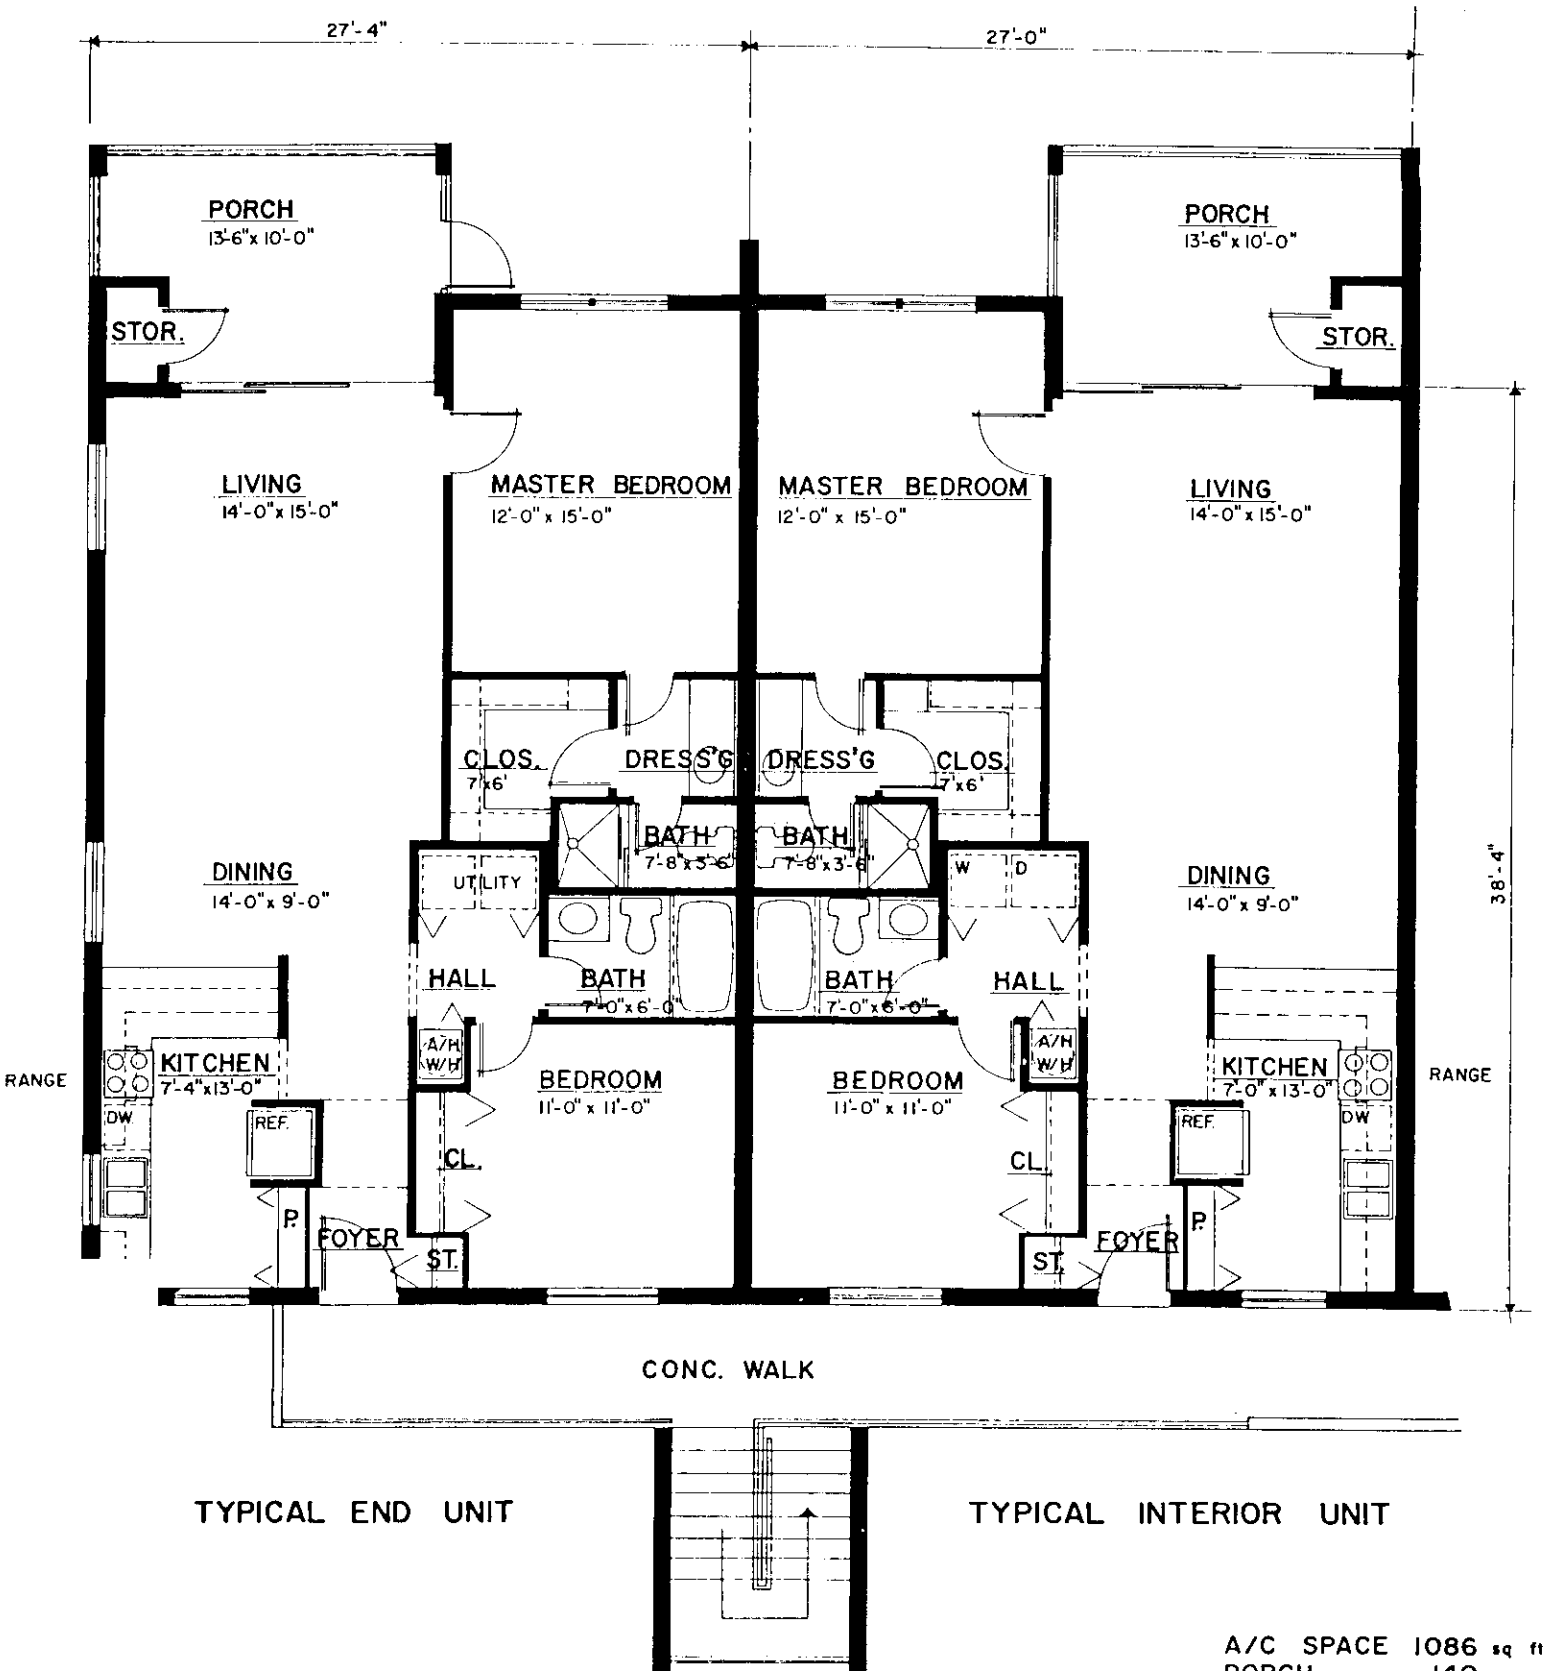 27'-4"
27'-0"
PORCH
13'-6" x 10'-0"
PORCH
13'-6" x 10'-0"
STOR.
STOR.
LIVING
14'-0" x 15'-0"
MASTER BEDROOM
12'-0" x 15'-0"
MASTER BEDROOM
12'-0" x 15'-0"
LIVING
14'-0" x 15'-0"
CLOS.
7'x6'
DRESS'G
DRESS'G
CLOS.
7'x6'
BATH
7'-8"x3'-6"
BATH
7'-8"x3'-6"
DINING
14'-0" x 9'-0"
UTILITY
W
D
DINING
14'-0" x 9'-0"
38'-4"
HALL
BATH
7'-0"x6'-0"
BATH
7'-0"x6'-0"
HALL
RANGE
KITCHEN
7'-4"x13'-0"
A/H
W/H
BEDROOM
11'-0" x 11'-0"
BEDROOM
11'-0" x 11'-0"
A/H
W/H
KITCHEN
7'-0" x 13'-0"
RANGE
DW
REF.
REF.
DW
CL.
CL.
P.
FOYER
ST.
ST.
FOYER
P.
CONC. WALK
TYPICAL END UNIT
TYPICAL INTERIOR UNIT
A/C SPACE 1086 sq ft
PORCH 140